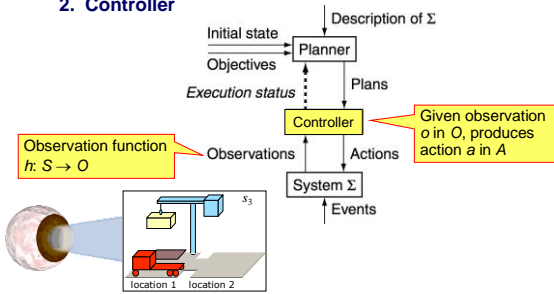 2. Controller
Description of Σ
Initial state
Planner
Objectives
Execution status
Plans
Controller
Given observation
o in O, produces
action a in A
Observation function
h: S → O
Observations
Actions
System Σ
Events
s3
location 1 location 2